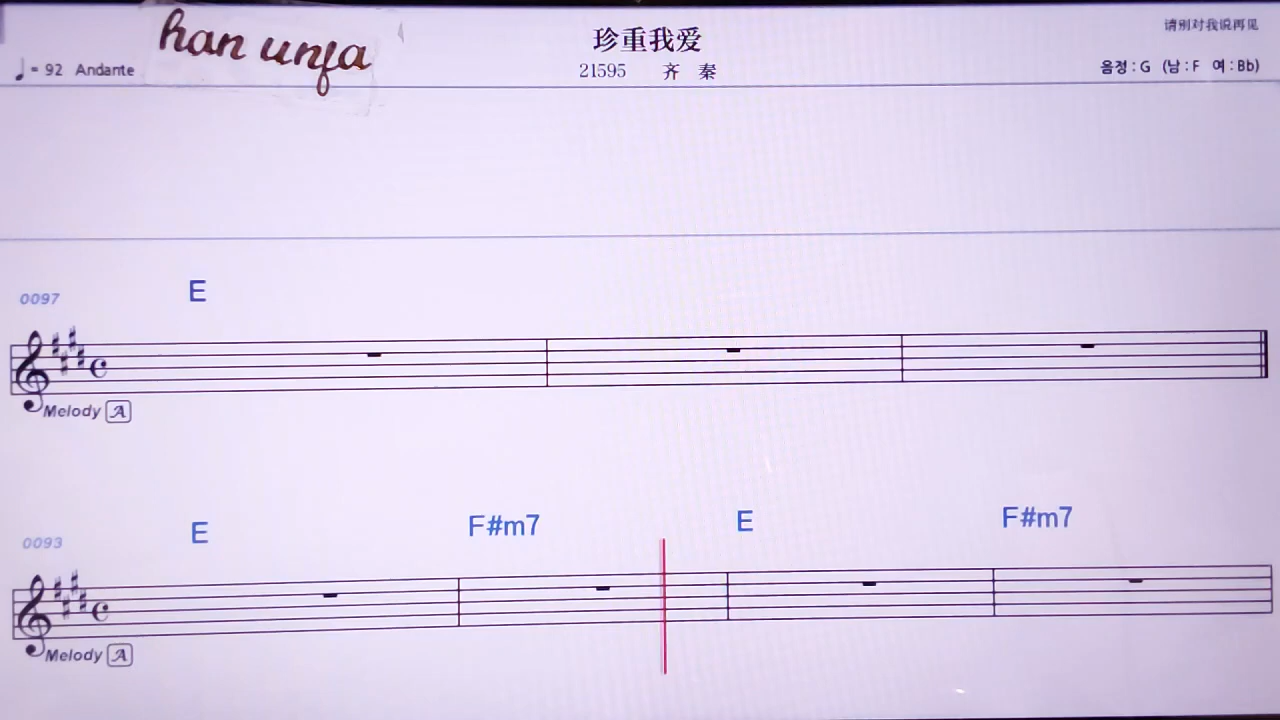 han unfa
珍重我爱
请别对我说再见
♩= 92 Andante
21595 齐 秦
음정 : G (남 : F 여 : Bb)
0097
E
Melody A
0093
E F#m7 E F#m7
Melody A